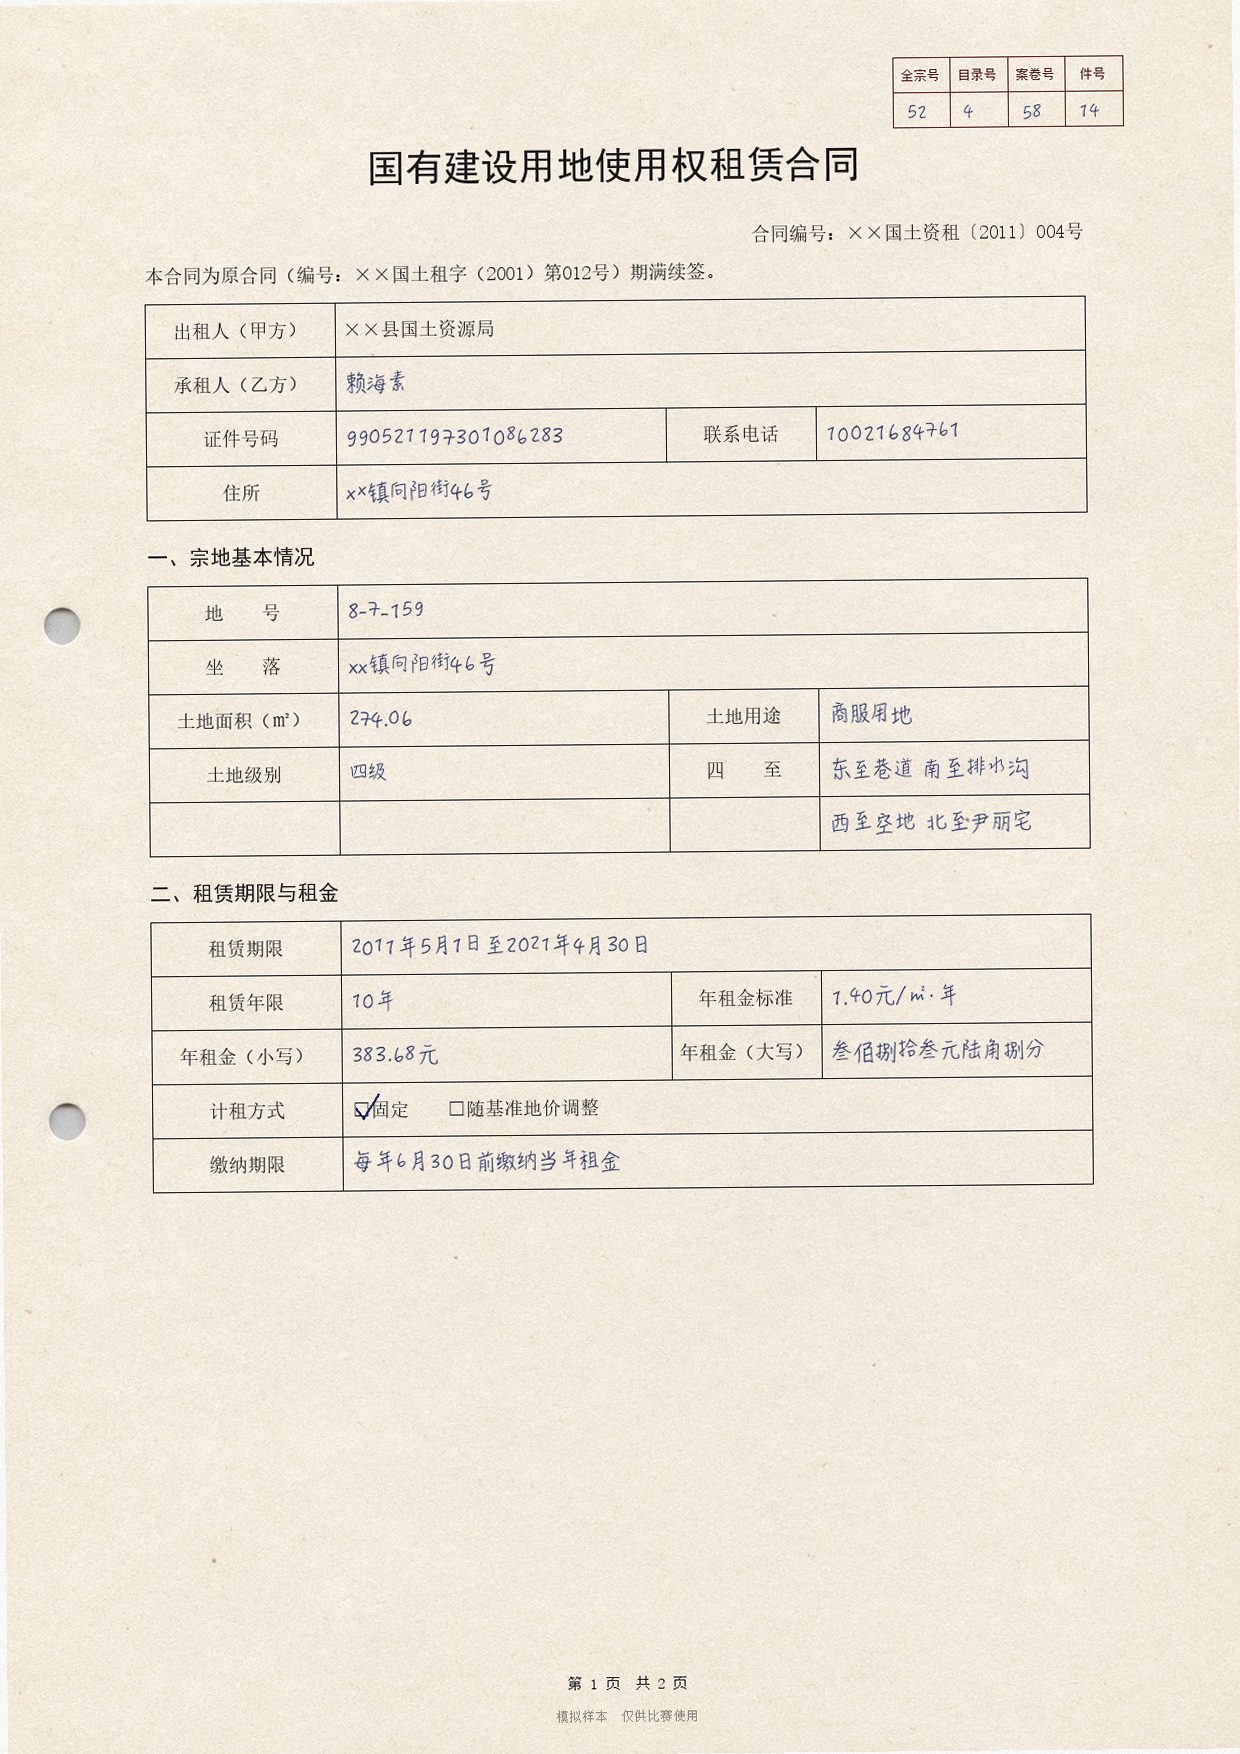 全宗号 目录号 案卷号 件号
52 4 58 14
国有建设用地使用权租赁合同
合同编号：××国土资租〔2011〕004号
本合同为原合同（编号：××国土租字（2001）第012号）期满续签。
出租人（甲方） ××县国土资源局
承租人（乙方） 赖海素
证件号码 990521197301086283 联系电话 10021684761
住所 xx镇向阳街46号
一、宗地基本情况
地 号 8-7-159
坐 落 xx镇向阳街46号
土地面积（㎡） 274.06 土地用途 商服用地
土地级别 四级 四 至 东至巷道 南至排水沟
西至空地 北至尹丽宅
二、租赁期限与租金
租赁期限 2011年5月1日至2021年4月30日
租赁年限 10年 年租金标准 1.40元/㎡·年
年租金（小写） 383.68元 年租金（大写） 叁佰捌拾叁元陆角捌分
计租方式 ☑固定 □随基准地价调整
缴纳期限 每年6月30日前缴纳当年租金
第 1 页 共 2 页
模拟样本 仅供比赛使用